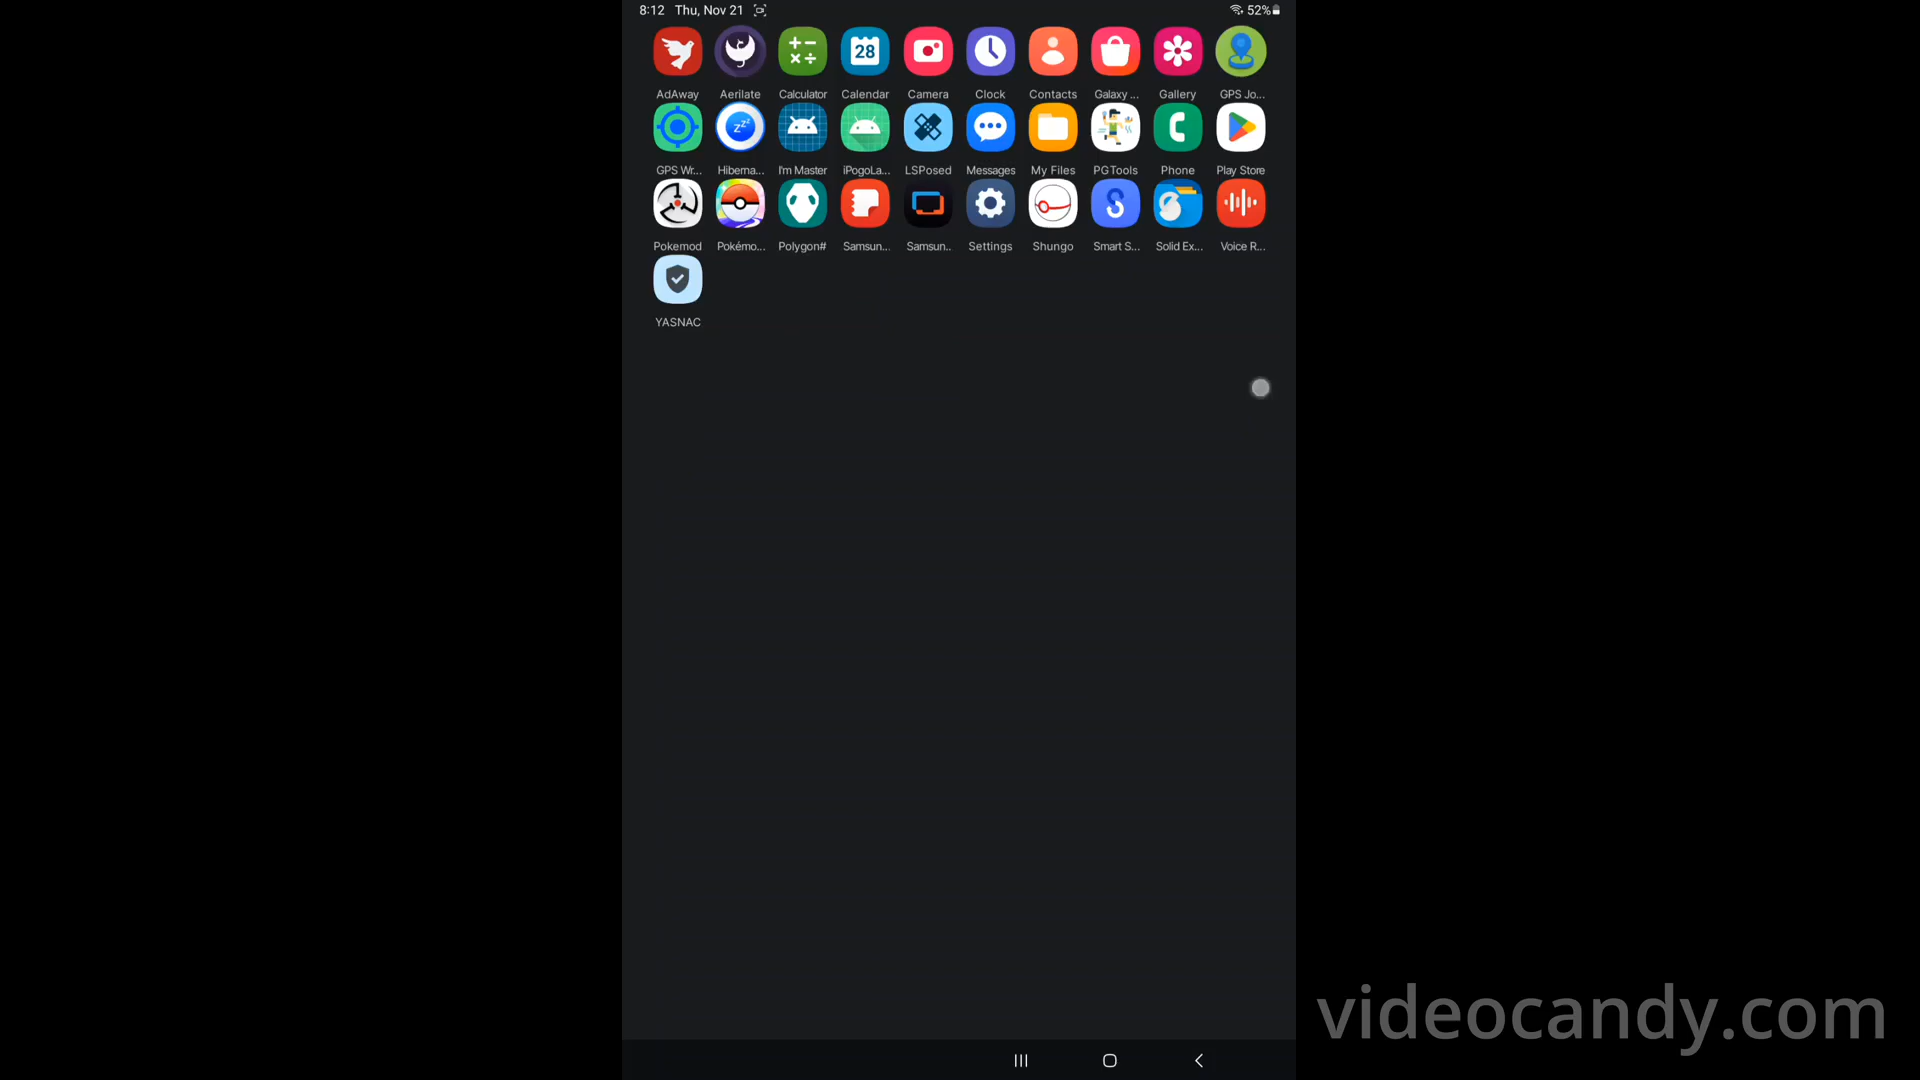 8:12 Thu, Nov 21 52%
AdAway Aerilate Calculator 28 Calendar Camera Clock Contacts Galaxy ... Gallery GPS Jo...
GPS Wr... zzz Hiberna... I'm Master iPogoLa... LSPosed Messages My Files PGTools Phone Play Store
Pokemod Pokémo... Polygon# Samsun... Samsun.. Settings Shungo Smart S... Solid Ex... Voice R...
YASNAC
videocandy.com